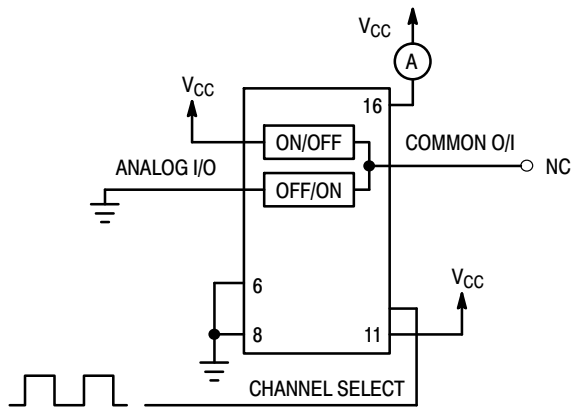 VCC
A
16
VCC
ON/OFF
COMMON O/I
NC
ANALOG I/O
OFF/ON
VCC
6
8
11
CHANNEL SELECT